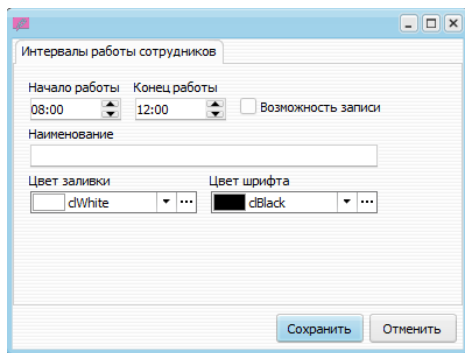 Интервалы работы сотрудников
Начало работы Конец работы
08:00 12:00 Возможность записи
Наименование
Цвет заливки Цвет шрифта
clWhite clBlack
Сохранить Отменить